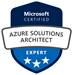 Microsoft
CERTIFIED
AZURE SOLUTIONS
ARCHITECT
EXPERT